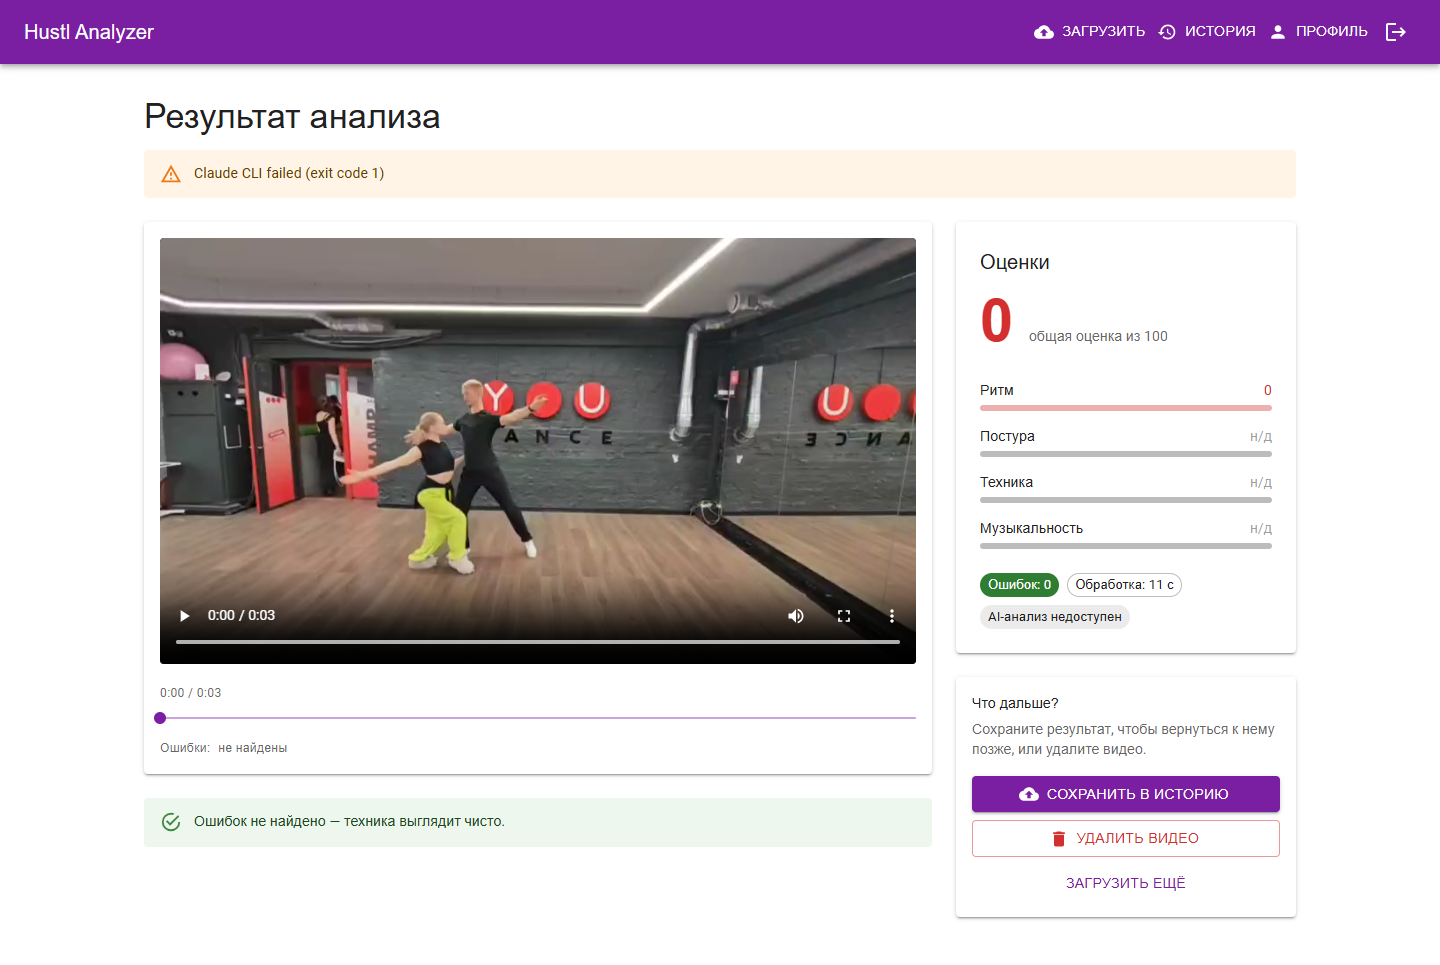 Hustl Analyzer
ЗАГРУЗИТЬ
ИСТОРИЯ
ПРОФИЛЬ
Результат анализа
Claude CLI failed (exit code 1)
YOU
ANCE
HAMP
0:00 / 0:03
0:00 / 0:03
Ошибки: не найдены
Ошибок не найдено — техника выглядит чисто.
Оценки
0 общая оценка из 100
Ритм 0
Постура н/д
Техника н/д
Музыкальность н/д
Ошибок: 0
Обработка: 11 с
AI-анализ недоступен
Что дальше?
Сохраните результат, чтобы вернуться к нему
позже, или удалите видео.
СОХРАНИТЬ В ИСТОРИЮ
УДАЛИТЬ ВИДЕО
ЗАГРУЗИТЬ ЕЩЁ